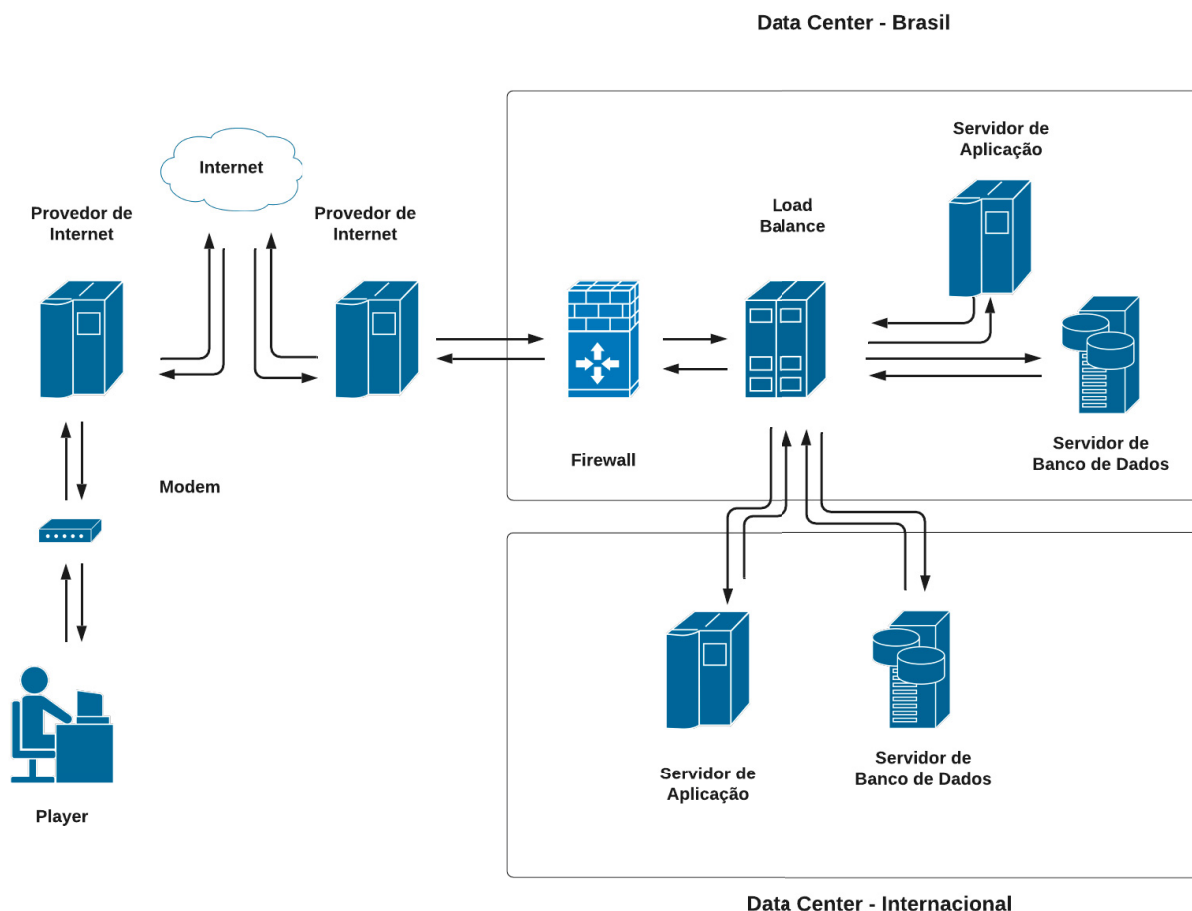 Data Center - Brasil
Servidor de
Aplicação
Internet
Provedor de
Internet
Provedor de
Internet
Load
Balance
Firewall
Servidor de
Banco de Dados
Modem
Player
Servidor de
Aplicação
Servidor de
Banco de Dados
Data Center - Internacional